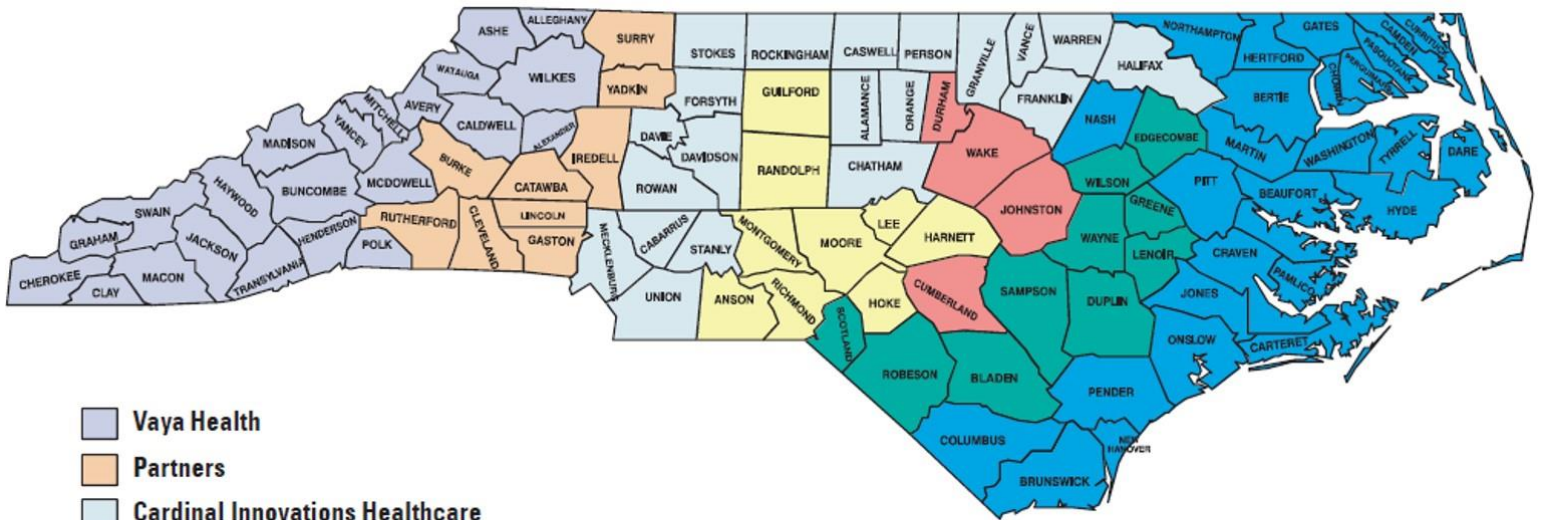 ASHE
ALLEGHANY
SURRY
STOKES
ROCKINGHAM
CASWELL
PERSON
GRANVILLE
VANCE
WARREN
NORTHAMPTON
GATES
CURRITUCK
CAMDEN
PASQUOTANK
PERQUIMANS
CHOWAN
HERTFORD
HALIFAX
WATAUGA
WILKES
YADKIN
FORSYTH
GUILFORD
ALAMANCE
ORANGE
DURHAM
FRANKLIN
NASH
EDGECOMBE
BERTIE
MITCHELL
AVERY
YANCEY
CALDWELL
ALEXANDER
IREDELL
DAVIE
DAVIDSON
RANDOLPH
CHATHAM
WAKE
MARTIN
WASHINGTON
TYRRELL
DARE
MADISON
BURKE
CATAWBA
ROWAN
WILSON
PITT
BEAUFORT
HYDE
HAYWOOD
BUNCOMBE
MCDOWELL
LINCOLN
JOHNSTON
GREENE
SWAIN
RUTHERFORD
CLEVELAND
GASTON
MECKLENBURG
CABARRUS
STANLY
MONTGOMERY
MOORE
LEE
HARNETT
WAYNE
LENOIR
CRAVEN
PAMLICO
GRAHAM
JACKSON
HENDERSON
POLK
CHEROKEE
CLAY
MACON
TRANSYLVANIA
UNION
ANSON
RICHMOND
HOKE
CUMBERLAND
SAMPSON
DUPLIN
JONES
SCOTLAND
ONSLOW
CARTERET
ROBESON
BLADEN
PENDER
COLUMBUS
NEW
HANOVER
BRUNSWICK
Vaya Health
Partners
Cardinal Innovations Healthcare